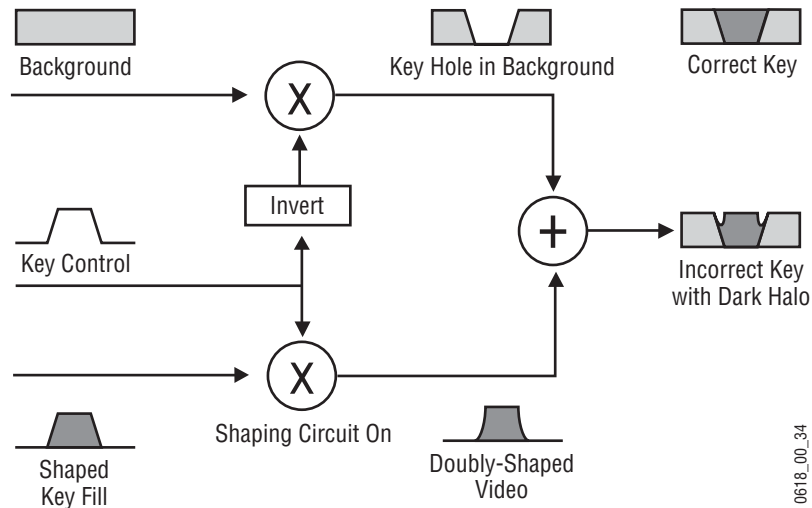 Background
Key Hole in Background
Correct Key
X
Invert
Key Control
+
Incorrect Key
with Dark Halo
X
Shaping Circuit On
Shaped
Key Fill
Doubly-Shaped
Video
0618_00_34